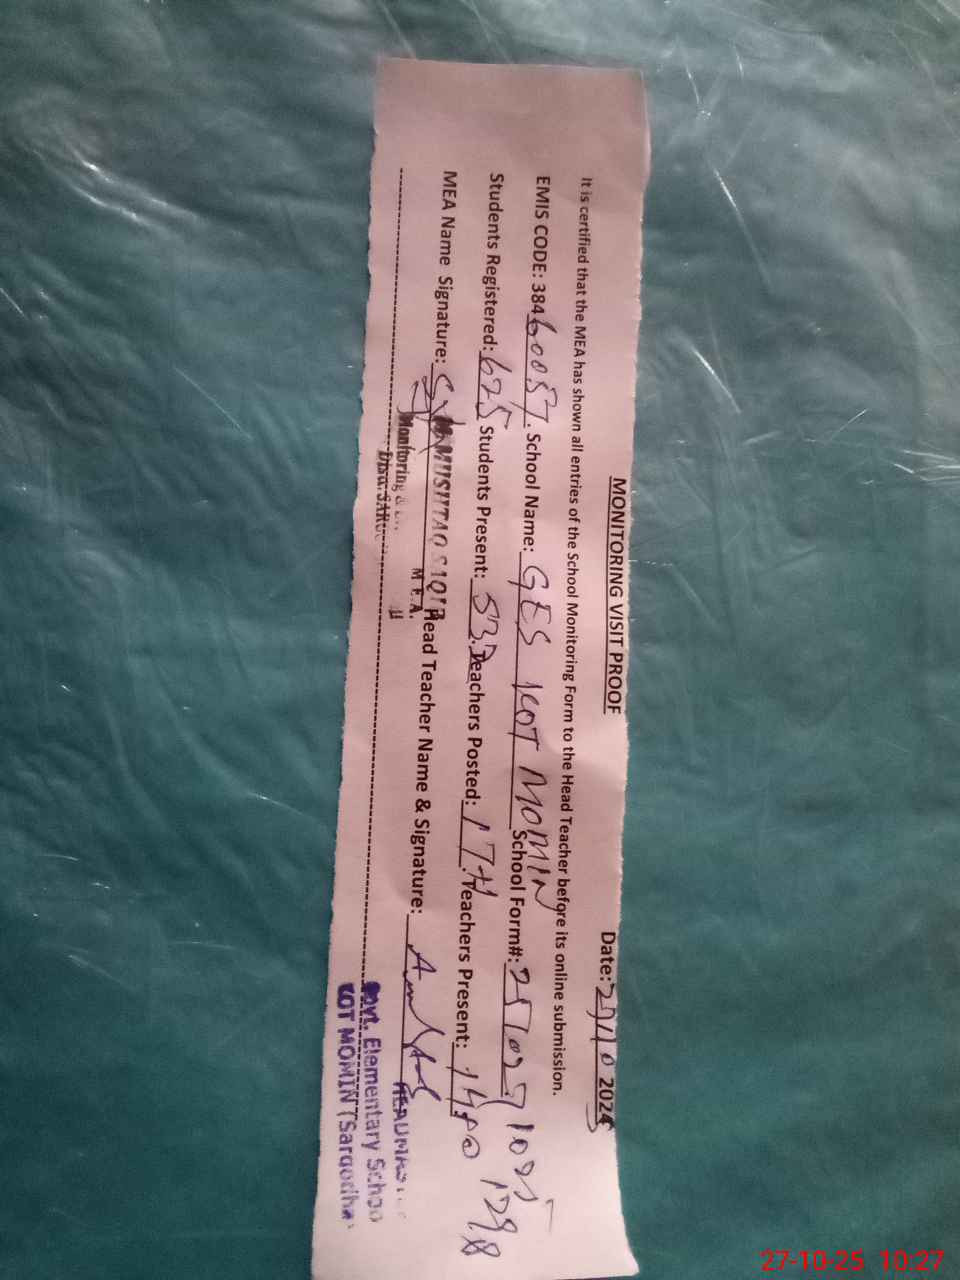 MONITORING VISIT PROOF
Date: 27/10 2025
It is certified that the MEA has shown all entries of the School Monitoring Form to the Head Teacher before its online submission.
EMIS CODE: 38460057. School Name: GES KOT MOMIN School Form#:
Students Registered: 625 Students Present: Teachers Posted: 17 Teachers Present:
MEA Name Signature: Head Teacher Name & Signature:
MUSHTAQ
M.E.A.
Monitoring &
Govt. Elementary School
KOT MOMIN (Sargodha)
27-10-25 10:27